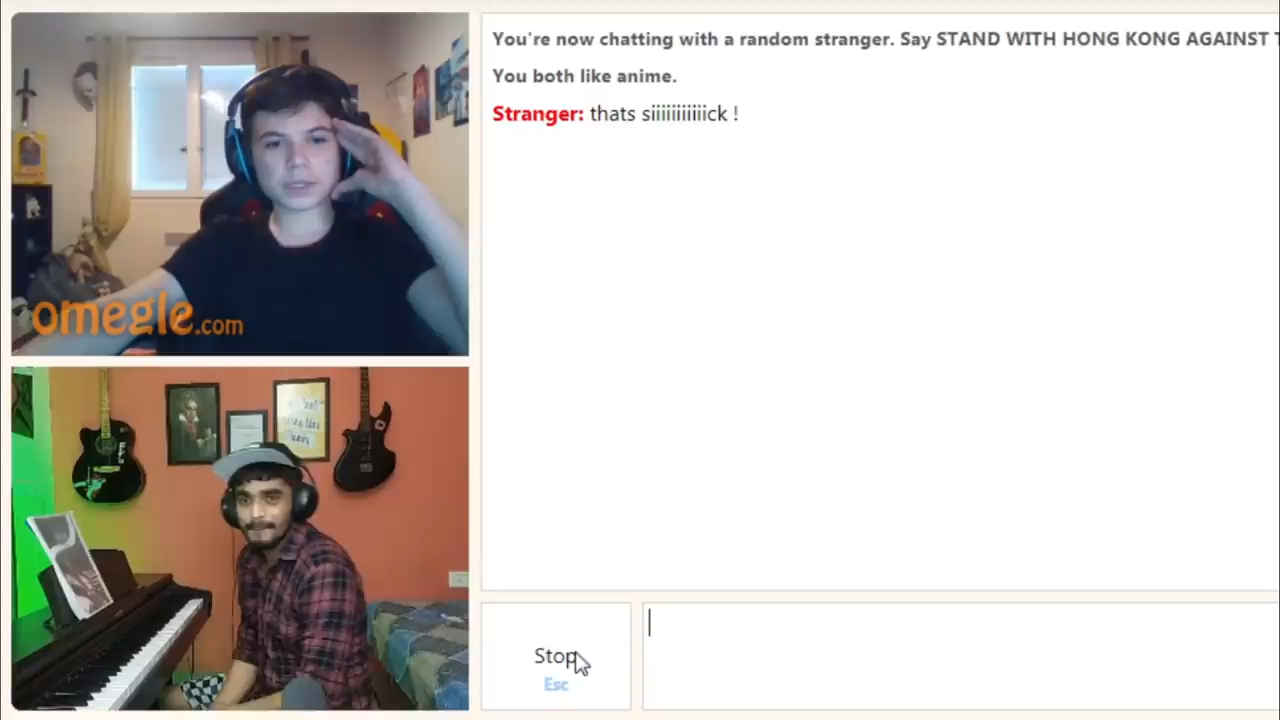 You're now chatting with a random stranger. Say STAND WITH HONG KONG AGAINST
You both like anime.
Stranger: thats siiiiiiiiiiick !
omegle.com
Stop
Esc